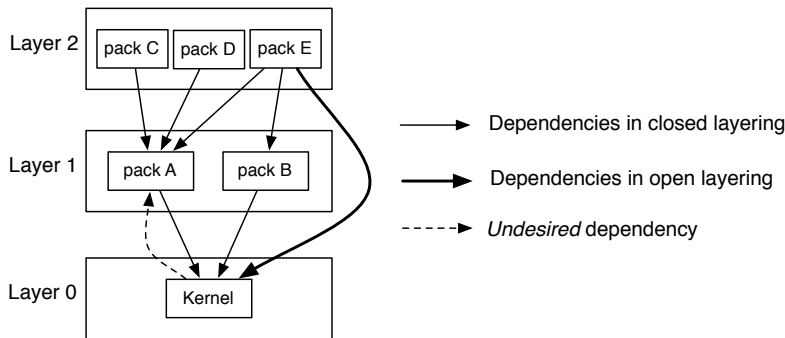 Layer 2
pack C
pack D
pack E
Layer 1
pack A
pack B
Layer 0
Kernel
Dependencies in closed layering
Dependencies in open layering
Undesired dependency